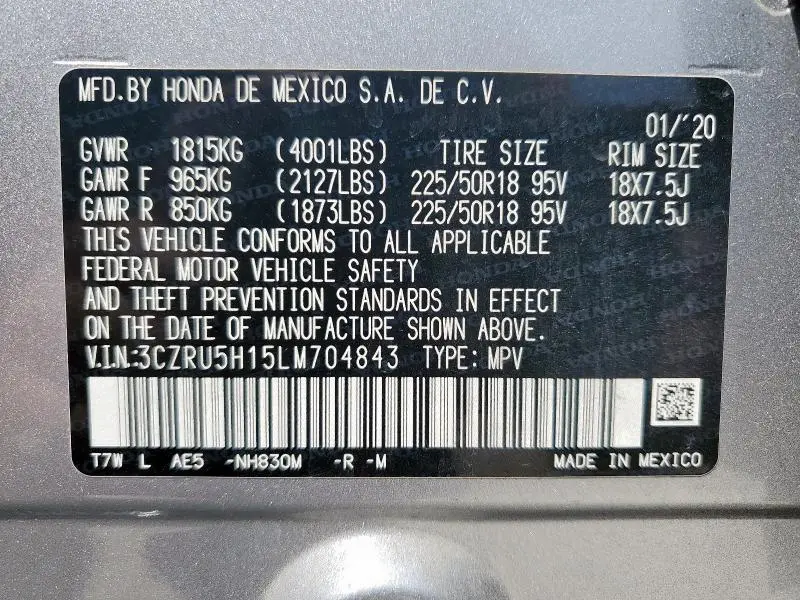 MFD.BY HONDA DE MEXICO S.A. DE C.V.
01/'20
GVWR 1815KG (4001LBS) TIRE SIZE RIM SIZE
GAWR F 965KG (2127LBS) 225/50R18 95V 18X7.5J
GAWR R 850KG (1873LBS) 225/50R18 95V 18X7.5J
THIS VEHICLE CONFORMS TO ALL APPLICABLE
FEDERAL MOTOR VEHICLE SAFETY
AND THEFT PREVENTION STANDARDS IN EFFECT
ON THE DATE OF MANUFACTURE SHOWN ABOVE.
V.I.N:3CZRU5H15LM704843 TYPE: MPV
T7W L AE5 -NH830M -R -M MADE IN MEXICO